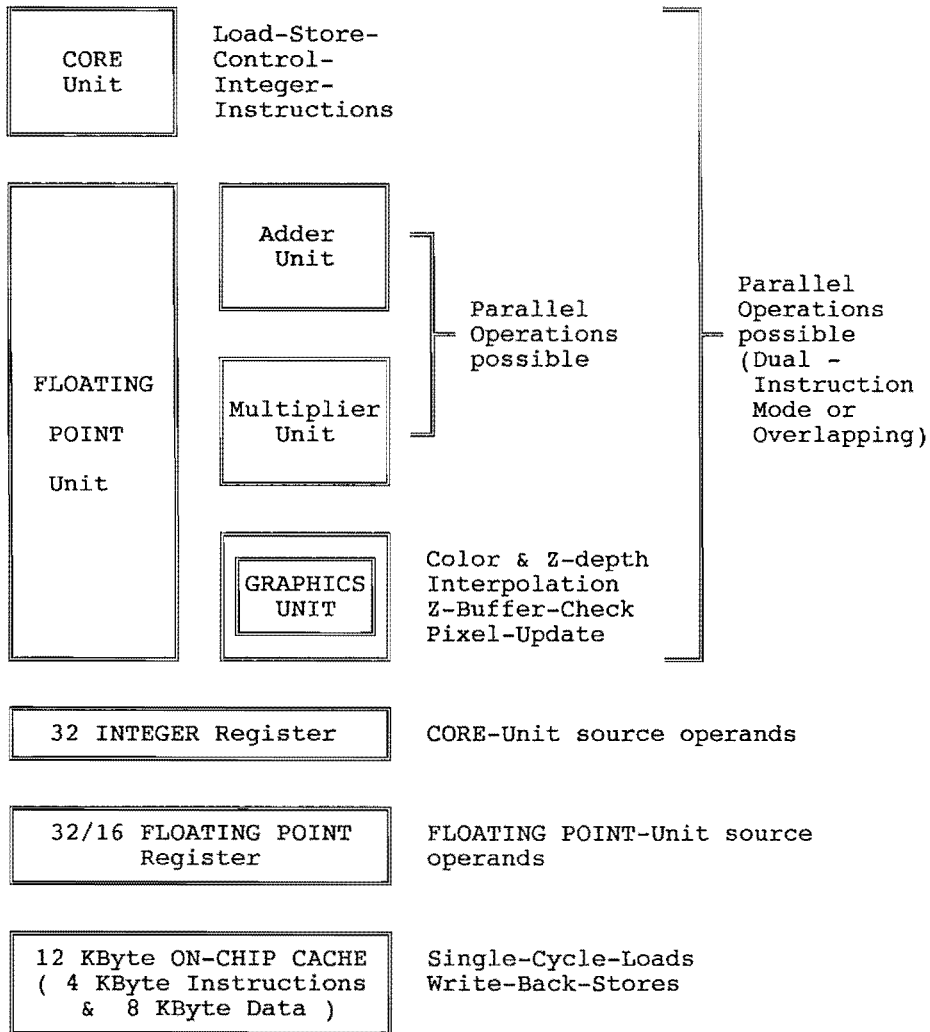 CORE
Unit
Load-Store-
Control-
Integer-
Instructions
FLOATING
POINT
Unit
Adder
Unit
Multiplier
Unit
Parallel
Operations
possible
GRAPHICS
UNIT
Color & Z-depth
Interpolation
Z-Buffer-Check
Pixel-Update
Parallel
Operations
possible
(Dual -
Instruction
Mode or
Overlapping)
32 INTEGER Register
CORE-Unit source operands
32/16 FLOATING POINT
Register
FLOATING POINT-Unit source
operands
12 KByte ON-CHIP CACHE
( 4 KByte Instructions
& 8 KByte Data )
Single-Cycle-Loads
Write-Back-Stores